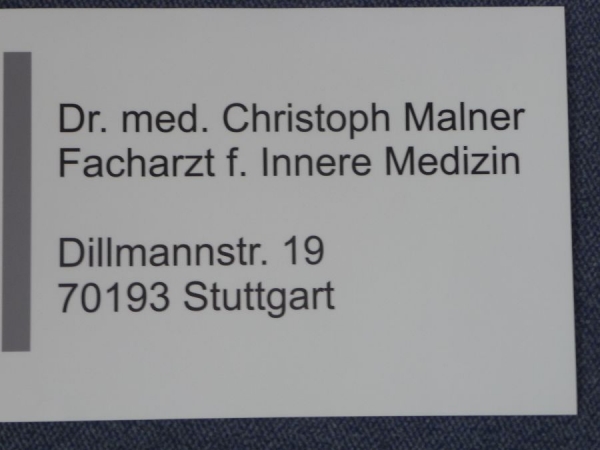 Dr. med. Christoph Malner
Facharzt f. Innere Medizin
Dillmannstr. 19
70193 Stuttgart